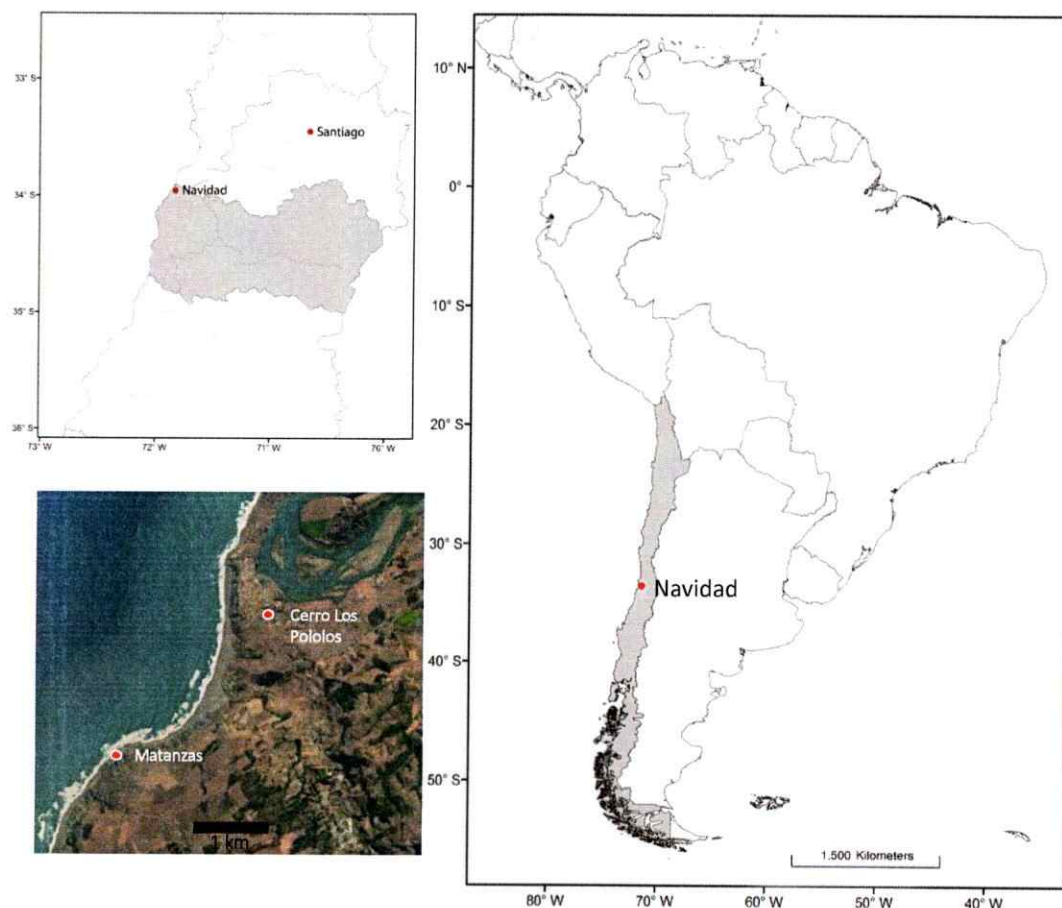 33° S
34° S
35° S
36° S
73° W
72° W
71° W
76° W
Santiago
Navidad
Cerro Los
Pololos
Matanzas
1 km
10° N
0°
10° S
20° S
30° S
40° S
50° S
80° W
70° W
60° W
50° W
40° W
Navidad
1.500 Kilometers